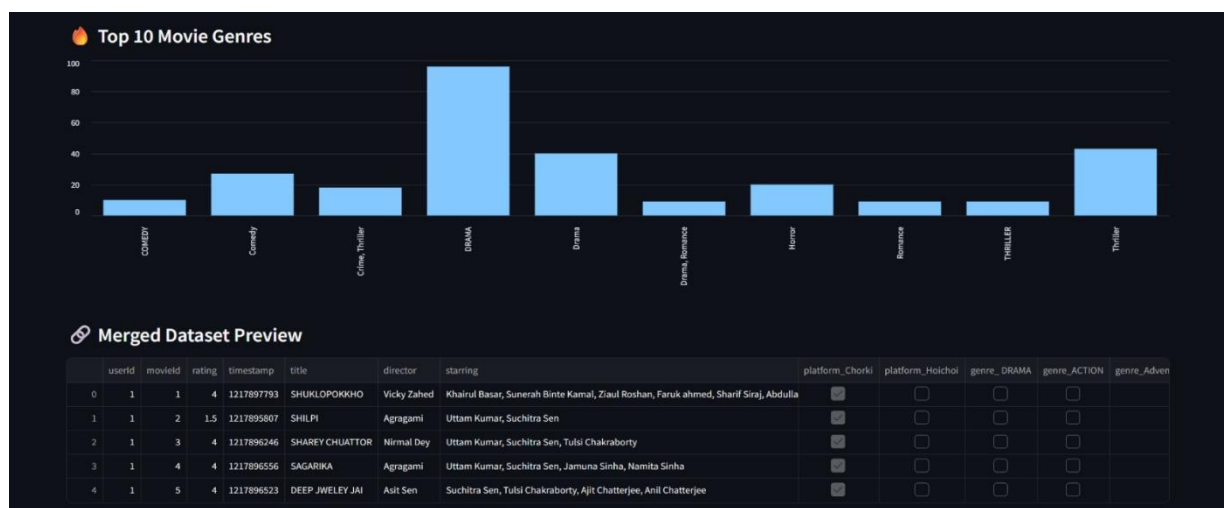 🔥 Top 10 Movie Genres
100
80
60
40
20
0
COMEDY
Comedy
Crime, Thriller
DRAMA
Drama
Drama, Romance
Horror
Romance
THRILLER
Thriller
🔗 Merged Dataset Preview
userId movieId rating timestamp title director starring platform_Chorki platform_Hoichoi genre_ DRAMA genre_ACTION genre_Adven
0 1 1 4 1217897793 SHUKLOPOKKHO Vicky Zahed Khairul Basar, Sunerah Binte Kamal, Ziaul Roshan, Faruk ahmed, Sharif Siraj, Abdulla
1 1 2 1.5 1217895807 SHILPI Agragami Uttam Kumar, Suchitra Sen
2 1 3 4 1217896246 SHAREY CHUATTOR Nirmal Dey Uttam Kumar, Suchitra Sen, Tulsi Chakraborty
3 1 4 4 1217896556 SAGARIKA Agragami Uttam Kumar, Suchitra Sen, Jamuna Sinha, Namita Sinha
4 1 5 4 1217896523 DEEP JWELEY JAI Asit Sen Suchitra Sen, Tulsi Chakraborty, Ajit Chatterjee, Anil Chatterjee